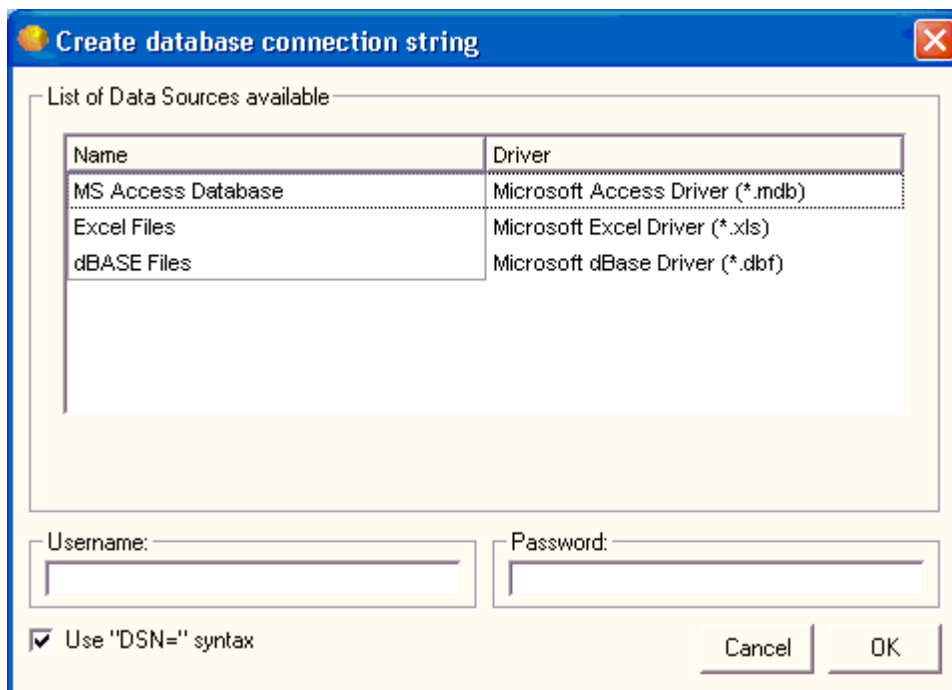 Create database connection string
List of Data Sources available
Name Driver
MS Access Database Microsoft Access Driver (*.mdb)
Excel Files Microsoft Excel Driver (*.xls)
dBASE Files Microsoft dBase Driver (*.dbf)
Username: Password:
Use "DSN=" syntax Cancel OK